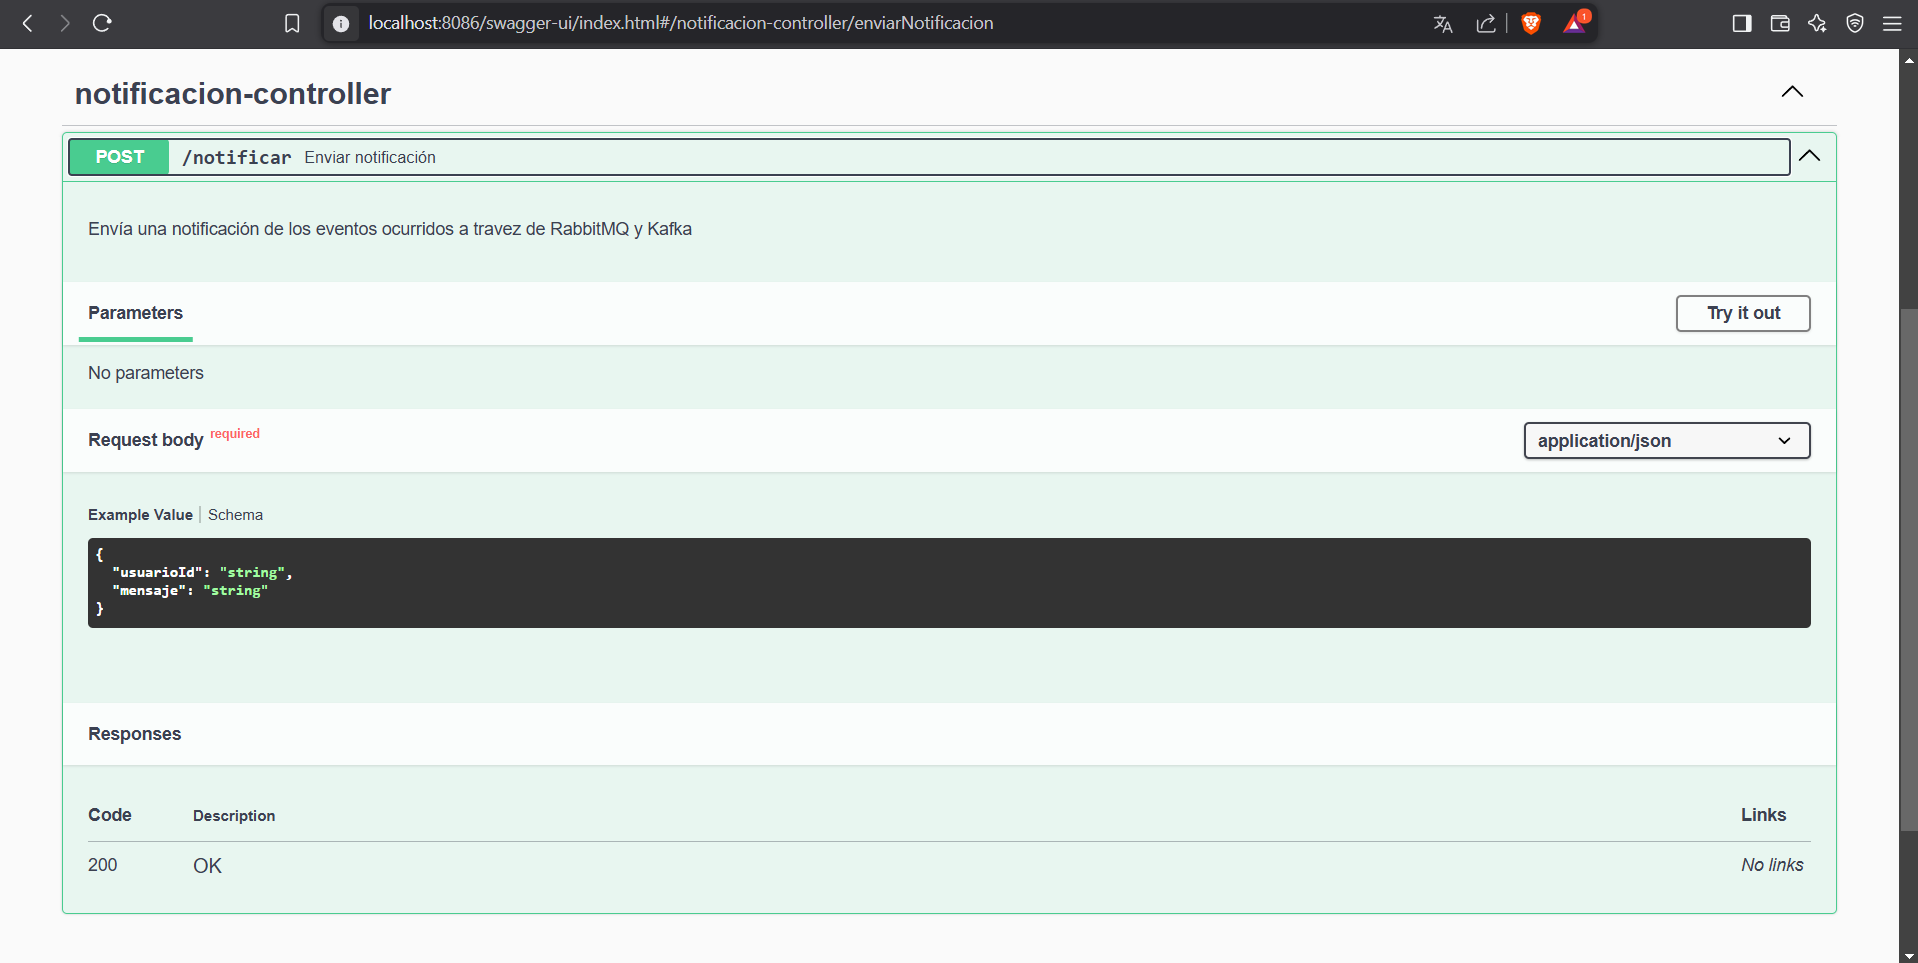 localhost:8086/swagger-ui/index.html#/notificacion-controller/enviarNotificacion
1
notificacion-controller
POST /notificar Enviar notificación
Envía una notificación de los eventos ocurridos a travez de RabbitMQ y Kafka
Parameters
Try it out
No parameters
Request body required
application/json
Example Value | Schema
{
  "usuarioId": "string",
  "mensaje": "string"
}
Responses
Code Description Links
200 OK No links